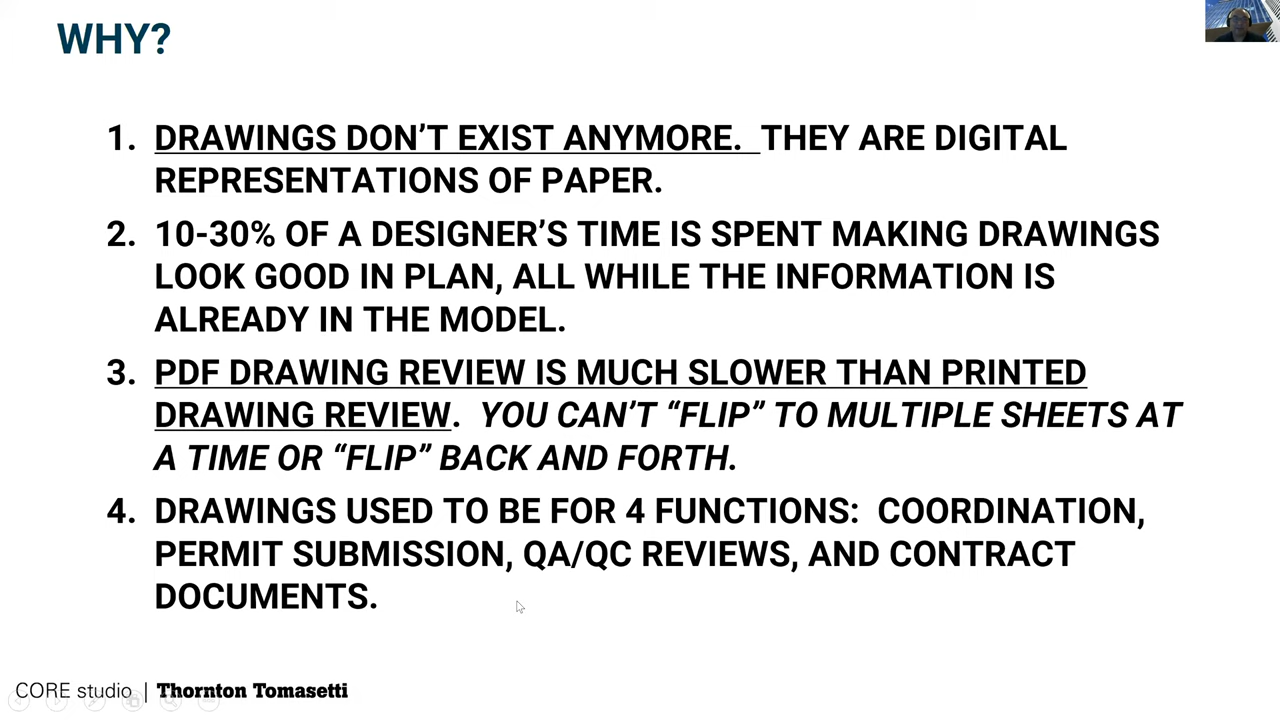 WHY?
1. DRAWINGS DON’T EXIST ANYMORE. THEY ARE DIGITAL
REPRESENTATIONS OF PAPER.
2. 10-30% OF A DESIGNER’S TIME IS SPENT MAKING DRAWINGS
LOOK GOOD IN PLAN, ALL WHILE THE INFORMATION IS
ALREADY IN THE MODEL.
3. PDF DRAWING REVIEW IS MUCH SLOWER THAN PRINTED
DRAWING REVIEW. YOU CAN’T “FLIP” TO MULTIPLE SHEETS AT
A TIME OR “FLIP” BACK AND FORTH.
4. DRAWINGS USED TO BE FOR 4 FUNCTIONS: COORDINATION,
PERMIT SUBMISSION, QA/QC REVIEWS, AND CONTRACT
DOCUMENTS.
CORE studio | Thornton Tomasetti